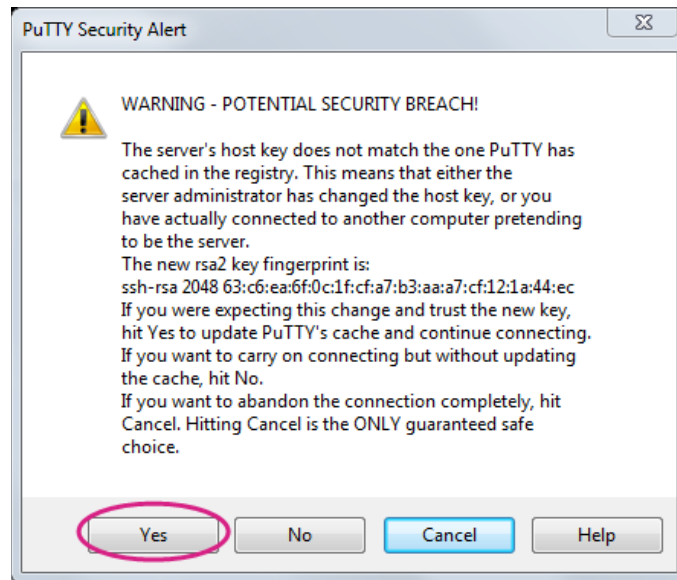 PuTTY Security Alert
WARNING - POTENTIAL SECURITY BREACH!
The server's host key does not match the one PuTTY has
cached in the registry. This means that either the
server administrator has changed the host key, or you
have actually connected to another computer pretending
to be the server.
The new rsa2 key fingerprint is:
ssh-rsa 2048 63:c6:ea:6f:0c:1f:cf:a7:b3:aa:a7:cf:12:1a:44:ec
If you were expecting this change and trust the new key,
hit Yes to update PuTTY's cache and continue connecting.
If you want to carry on connecting but without updating
the cache, hit No.
If you want to abandon the connection completely, hit
Cancel. Hitting Cancel is the ONLY guaranteed safe
choice.
Yes No Cancel Help